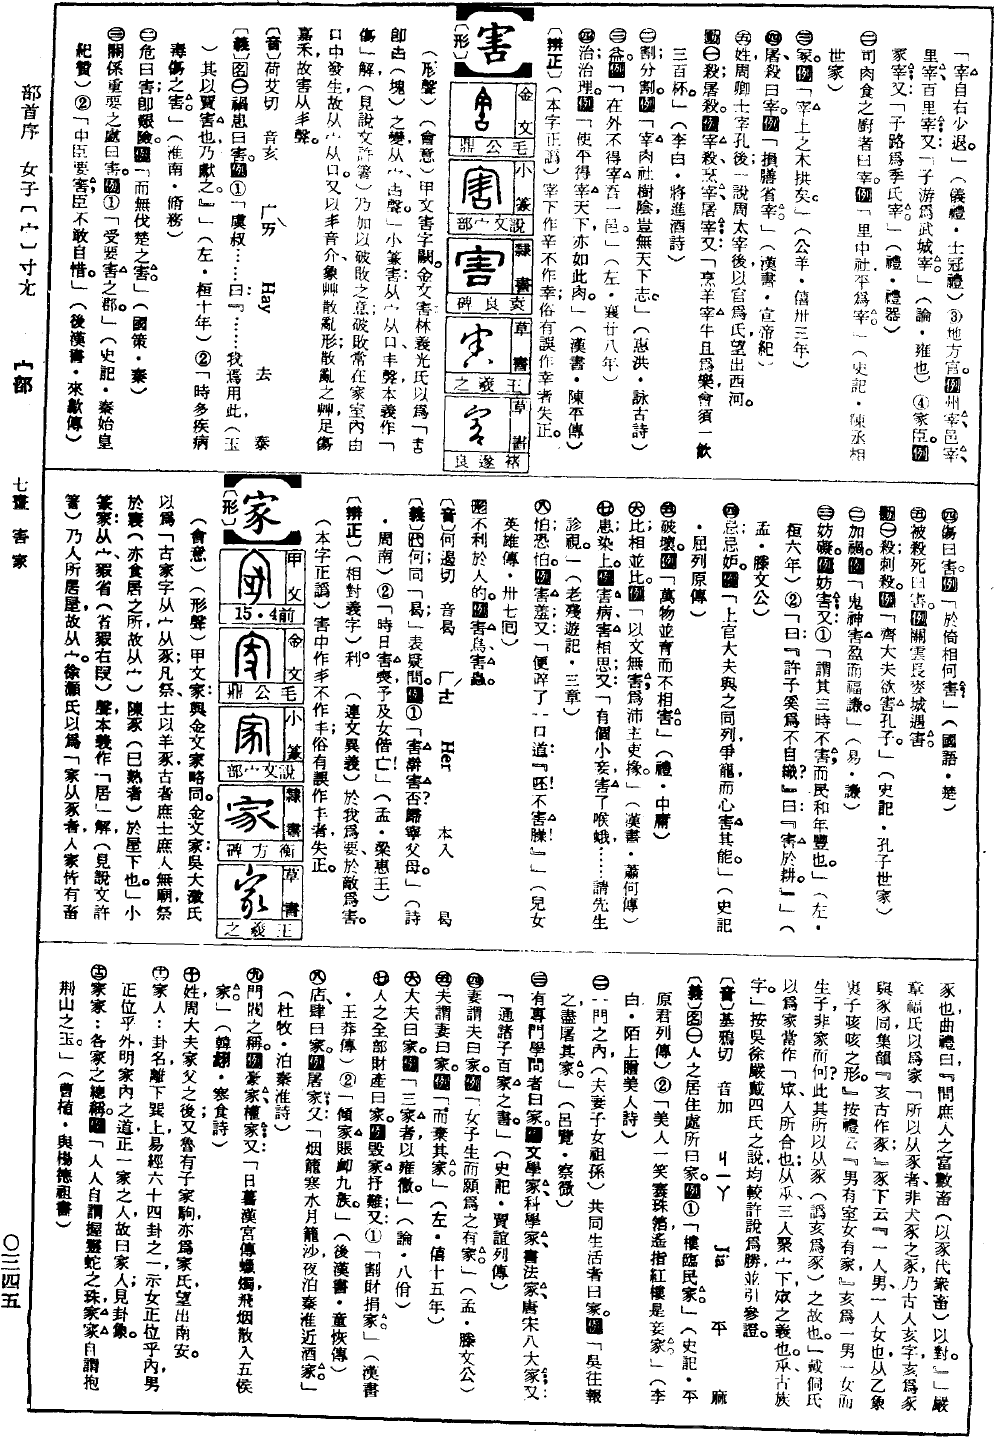 「宰自右少退。」（儀禮・士冠禮）③地方官。例州宰、邑宰、
里宰、百里宰；又「子游爲武城宰。」（論・雍也）④家臣。例
家宰；又「子路爲季氏宰。」（禮・禮器）
㈡司肉食之廚者曰宰。例「里中社，平爲宰。」（史記・陳丞相
世家）
㈢冢。例「宰上之木拱矣。」（公羊・僖卅三年）
㈣屠殺曰宰。例「損膳省宰。」（漢書・宣帝紀）
㈤姓，周卿士宰孔後；一說周太宰後，以官爲氏，望出西河。
動㈠殺；屠殺。例宰殺、烹宰、屠宰；又「烹羊宰牛且爲樂，會須一飲
三百杯。」（李白・將進酒詩）
㈡割；分割。例「宰肉社樹陰，豈無天下志。」（惠洪・詠古詩）
㈢益。例「在外不得宰吾一邑。」（左・襄廿八年）
㈣治；治理。例「使平得宰天下，亦如此肉。」（漢書・陳平傳）
〔辨正〕（本字正譌）宰下作辛，不作幸；俗有誤作幸者，失正。
害
〔形〕
金文 毛公鼎
小篆 說文宀部
隸書 袁良碑
草書 王羲之
草書 褚遂良
（形聲）（會意）甲文害字闕。金文害：林義光氏以爲「古
卽凷（塊）之變，从宀、古聲。」小篆害：从宀、从口，丰聲，本義作「
傷」解（見說文許箸），乃加以破敗之意；破敗常在家室內由
口中發生，故从宀、从口。又以丰音介，象艸散亂形，散亂之艸足傷
嘉禾，故害从丰聲。
〔音〕荷艾切　音亥　ㄏㄞˋ　Hay　去　泰
〔義〕名㈠禍患曰害。例①「虞叔……曰：『……我焉用此，（玉
）其以賈害也。』乃獻之。」（左・桓十年）②「時多疾病
毒傷之害。」（淮南・脩務）
㈡危曰害，卽艱險。例「而無伐楚之害。」（國策・秦）
㈢關係重要之處曰害。例①「受要害之郡。」（史記・秦始皇
紀贊）②「中臣要害，臣不敢自惜。」（後漢書・來歙傳）
㈣傷曰害。例「於倚相何害！」（國語・楚）
㈤被殺死曰害。例關雲長麥城遇害。
動㈠殺；刺殺。例「齊大夫欲害孔子。」（史記・孔子世家）
㈡加禍。例「鬼神害盈而福謙。」（易・謙）
㈢妨礙。例妨害；又①「謂其三時不害，而民和年豐也。」（左・
桓六年）②「曰：『許子奚爲不自織？』曰：『害於耕。』」（
孟・滕文公）
㈣忌；忌妒。例「上官大夫與之同列，爭寵而心害其能。」（史記
・屈列原傳）
㈤破壞。例「萬物並育而不相害。」（禮・中庸）
㈥比；相並比。例「以文無害，爲沛主吏掾。」（漢書・蕭何傳）
㈦患；染上。例害病、害相思；又「有個小妾害了喉蛾，……請先生
診視。」（老殘遊記・三章）
㈧怕；恐怕。例害羞；又「便啐了一口道：『呸！不害臊！』」（兒女
英雄傳・卅七囘）
形不利於人的。例害鳥、害蟲。
〔音〕何遏切　音曷　ㄏㄜˊ　Her　本入　曷
〔義〕代何；同「曷」，表疑問。例①「害澣害否？歸寧父母。」（詩
・周南）②「時日害喪，予及女偕亡！」（孟・梁惠王）
〔辨正〕（相對義字）利。（連文異義）於我爲要，於敵爲害。
（本字正譌）害中作丰，不作丰；俗有誤作丰者，失正。
家
〔形〕
甲文 前4・15
金文 毛公鼎
小篆 說文宀部
隸書 衡方碑
草書 王羲之
（會意）（形聲）甲文家：與金文家略同。金文家：吳大澂氏
以爲「古家字，从宀、从豕，凡祭，士以羊豕，古者庶士庶人無廟，祭
於寢，（亦食居之所，故从宀）陳豕（已熟者）於屋下也。」小
篆家：从宀、豭省（省豭右叚）聲，本義作「居」解（見說文許
箸），乃人所居屋，故从宀。徐灝氏以爲「家从豕者，人家皆有畜
豕也，曲禮曰：『問庶人之富，數畜（以豕代衆畜）以對。』」嚴
章福氏以爲家「所以从豕者，非犬豕之豕，乃古人亥字，亥爲豕
與豕同，集韻『亥，古作豕。』豕下云：『一人男、一人女也，从乙，象
褢子咳咳之形。』按禮云：『男有室，女有家。』亥爲一男一女而
生子，非家而何？此其所以从豕（譌亥爲豕）之故也。」戴侗氏
以爲家當作「㝩，人所合也，从㐺，三人聚宀下，㝩之義也。㐺古族
字。」按吳徐嚴戴四氏之說均較許說爲勝，並引參證。
〔音〕基鴉切　音加　ㄐㄧㄚ　Jia　平　麻
〔義〕名㈠人之居住處所曰家。例①「樓臨民家。」（史記・平
原君列傳）②「美人一笑褰珠箔，遙指紅樓是妾家。」（李
白・陌上贈美人詩）
㈡一門之內，（夫妻子女祖孫）共同生活者曰家。例「吳往報
之，盡屠其家。」（呂覽・察微）
㈢有專門學問者曰家。例文學家、科學家、書法家、唐宋八大家；又
「通諸子百家之書。」（史記・賈誼列傳）
㈣妻謂夫曰家。例「女子生而願爲之有家。」（孟・滕文公）
㈤夫謂妻曰家。例「而棄其家。」（左・僖十五年）
㈥大夫曰家。例「三家者以雍徹。」（論・八佾）
㈦人之全部財產曰家。例毀家抒難；又①「割財捐家。」（漢書
・王莽傳）②「傾家賑卹九族。」（後漢書・童恢傳）
㈧店肆曰家。例屠家；又「烟籠寒水月籠沙，夜泊秦淮近酒家。」
（杜牧・泊秦淮詩）
㈨門閥之稱。例豪家、權家；又「日暮漢宮傳蠟燭，飛烟散入五侯
家。」（韓翃・寒食詩）
㈩姓，周大夫家父之後；又魯有子家駒，亦爲家氏，望出南安。
⑪家人：卦名，離下巽上，易經六十四卦之一，示女正位乎內，男
正位乎外，明家內之道，正一家之人，故曰家人；見卦彖。
⑫家家：各家之總稱。例「人人自謂握靈蛇之珠，家家自謂抱
荆山之玉。」（曹植・與楊德祖書）
部首序　女子〔宀〕寸尢　宀部　七畫　害家　〇三四五